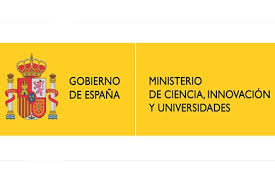 GOBIERNO
DE ESPAÑA
MINISTERIO
DE CIENCIA, INNOVACIÓN
Y UNIVERSIDADES